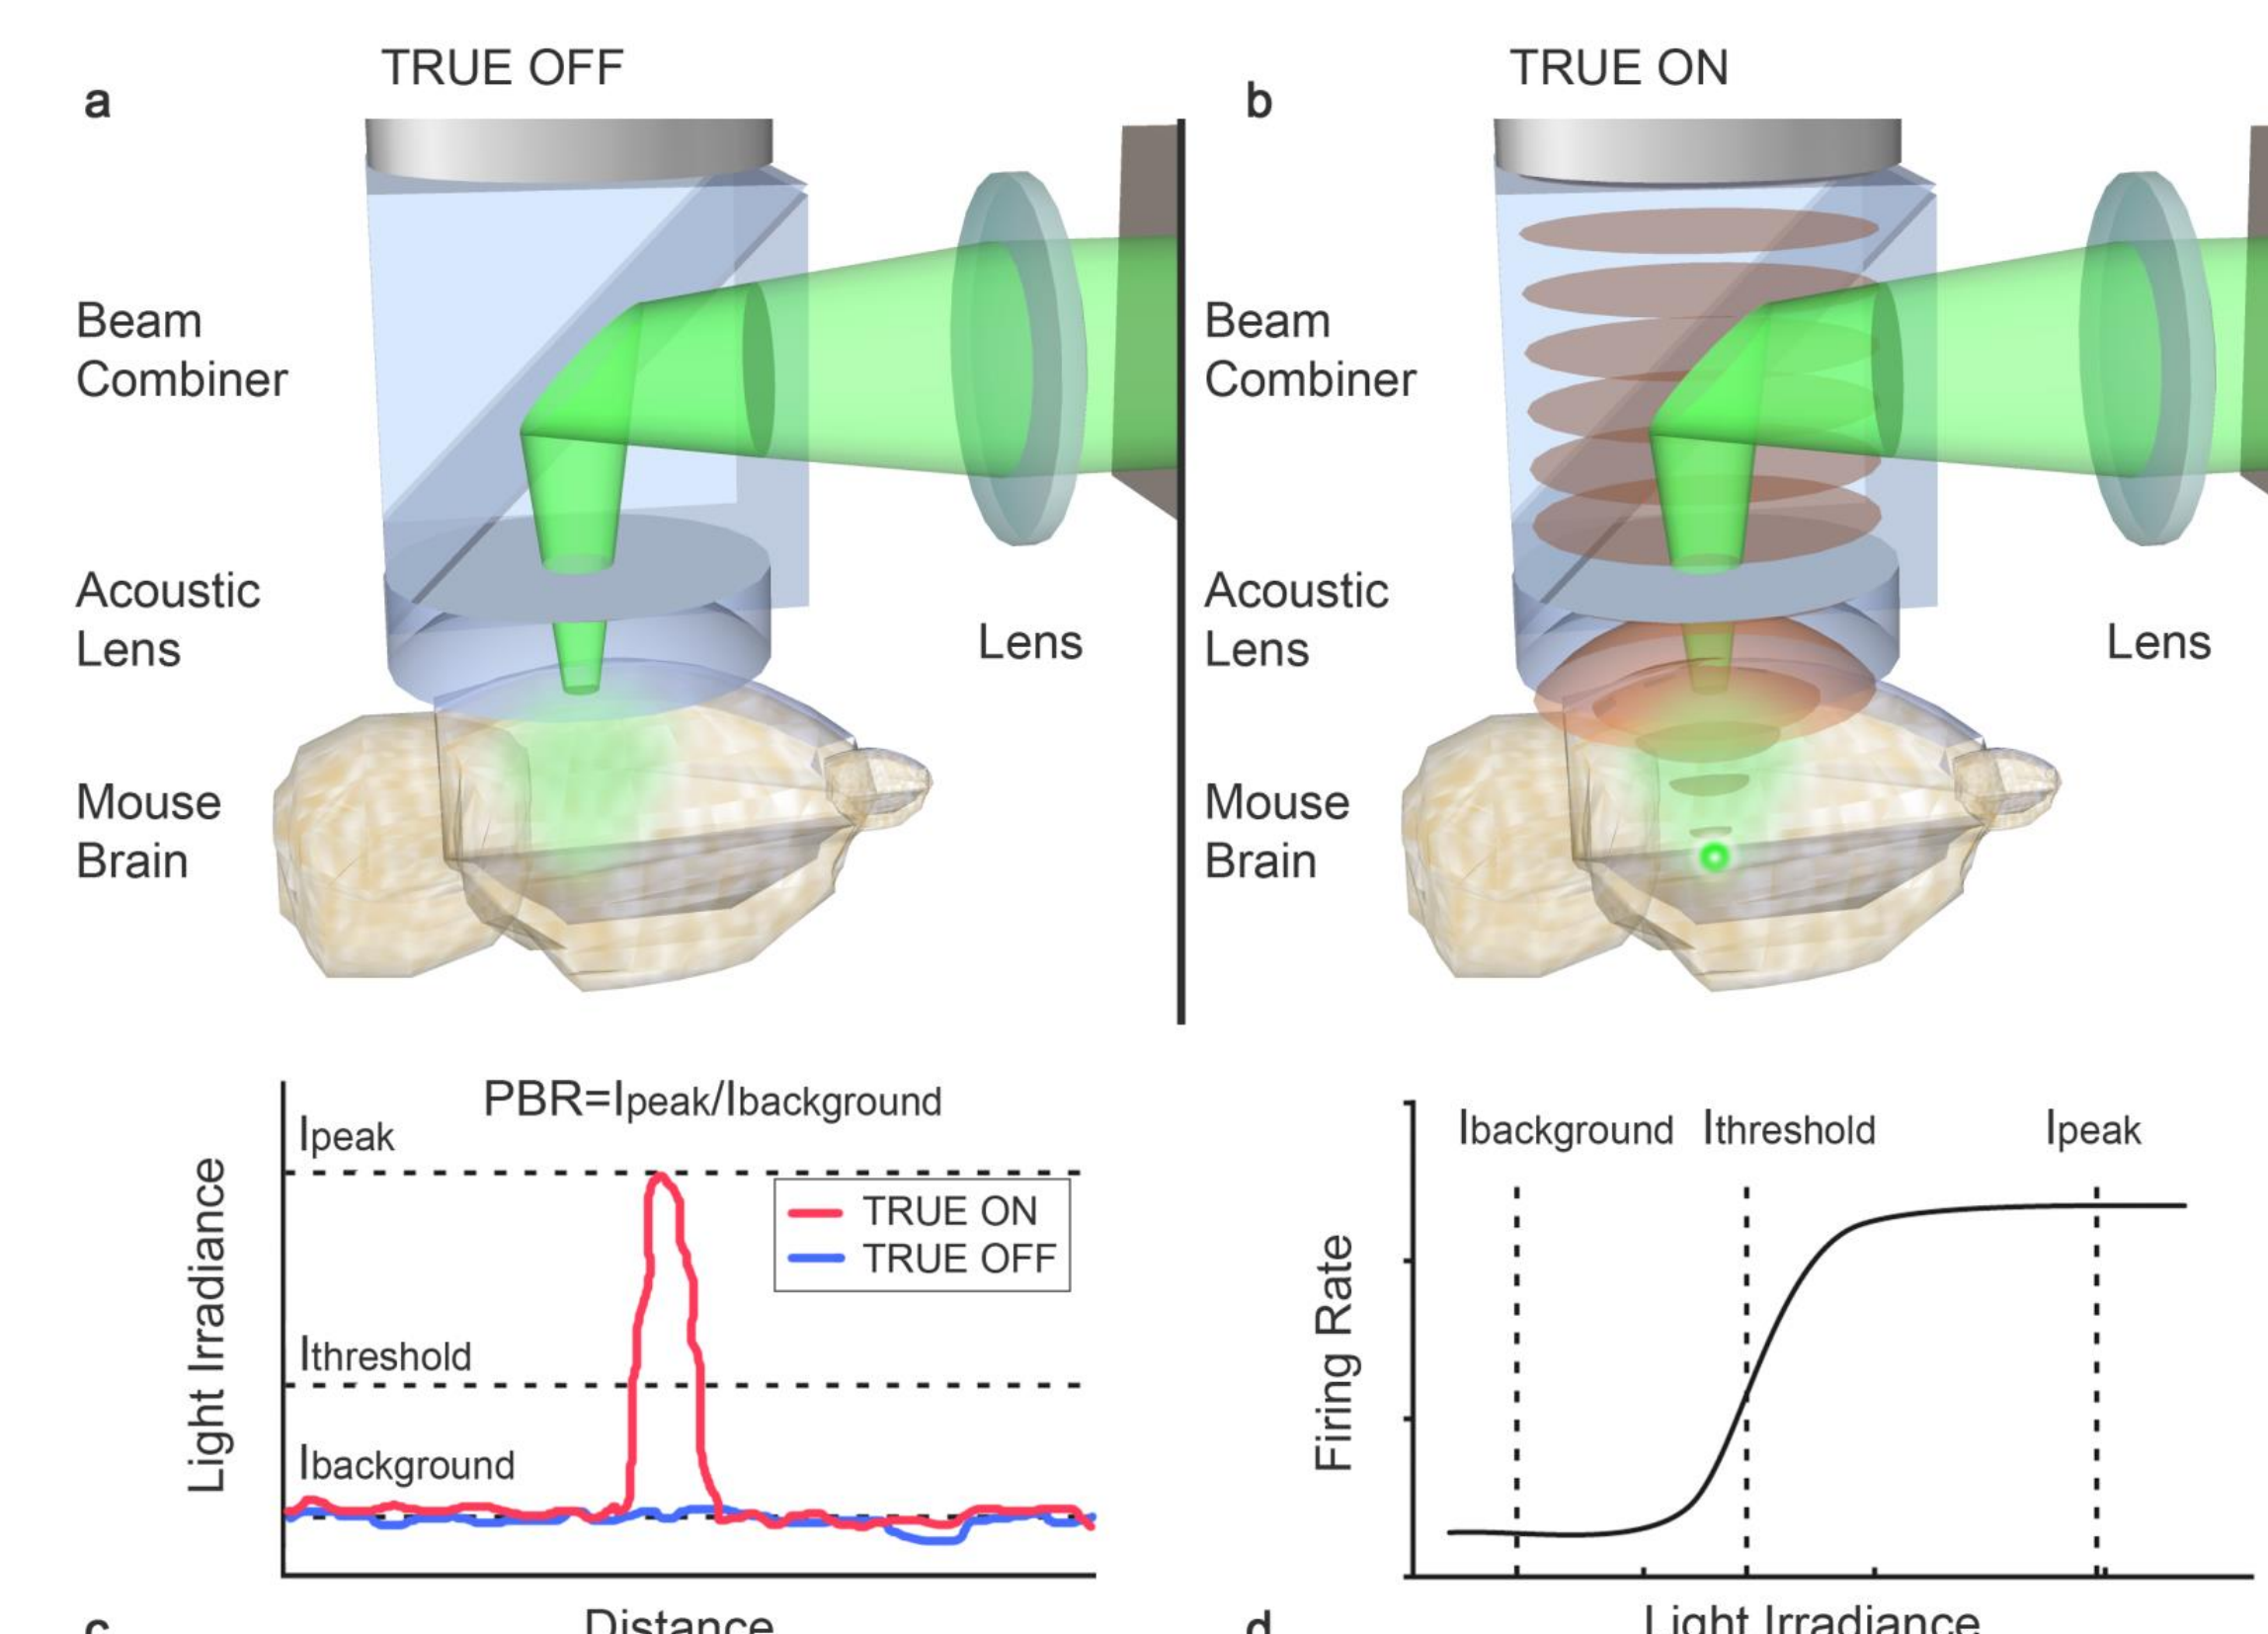 TRUE OFF
a
Beam
Combiner
Acoustic
Lens
Lens
Mouse
Brain
TRUE ON
b
Beam
Combiner
Acoustic
Lens
Lens
Mouse
Brain
PBR=Ipeak/Ibackground
Ipeak
TRUE ON
TRUE OFF
Ithreshold
Ibackground
Light Irradiance
Distance
c
Ibackground Ithreshold Ipeak
Firing Rate
Light Irradiance
d